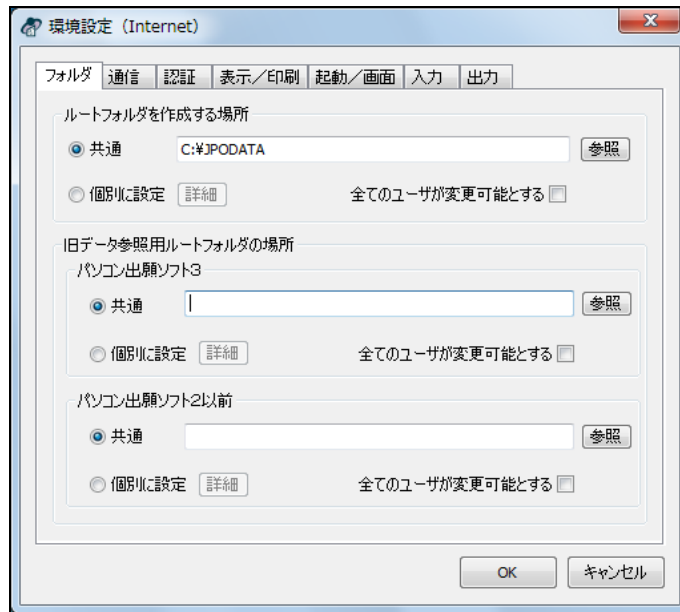 環境設定（Internet）
フォルダ 通信 認証 表示／印刷 起動／画面 入力 出力
ルートフォルダを作成する場所
共通 C:¥JPODATA 参照
個別に設定 詳細 全てのユーザが変更可能とする
旧データ参照用ルートフォルダの場所
パソコン出願ソフト3
共通 参照
個別に設定 詳細 全てのユーザが変更可能とする
パソコン出願ソフト2以前
共通 参照
個別に設定 詳細 全てのユーザが変更可能とする
OK キャンセル